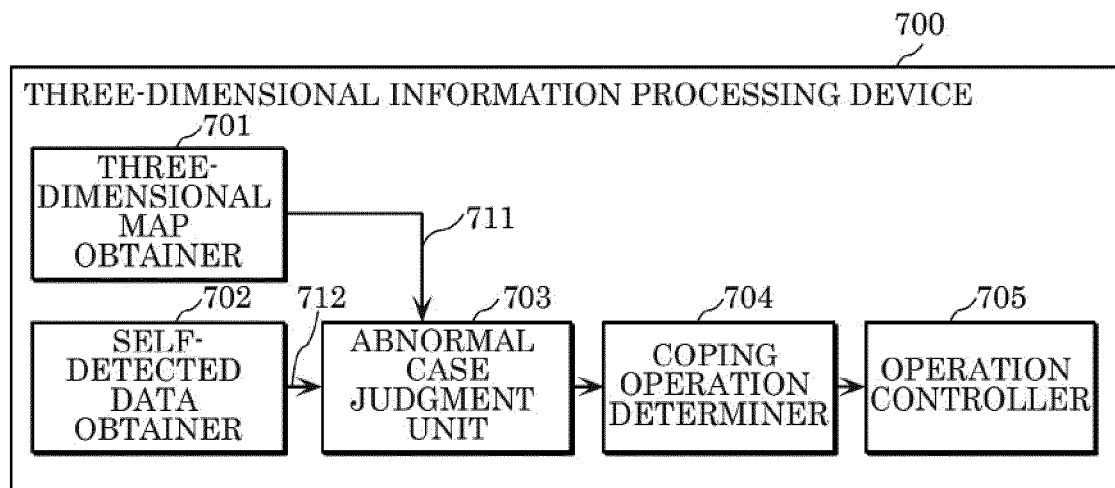 700
THREE-DIMENSIONAL INFORMATION PROCESSING DEVICE
701
THREE-
DIMENSIONAL
MAP
OBTAINER
711
702
SELF-
DETECTED
DATA
OBTAINER
712
703
ABNORMAL
CASE
JUDGMENT
UNIT
704
COPING
OPERATION
DETERMINER
705
OPERATION
CONTROLLER